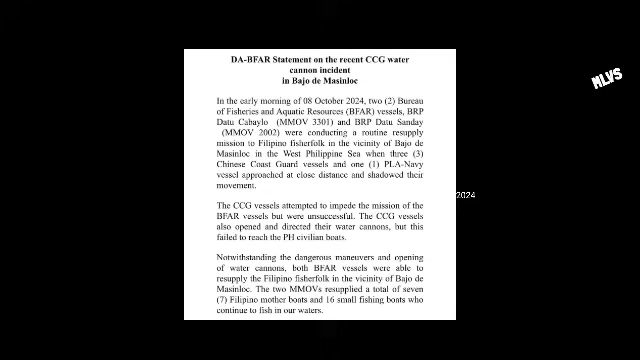 DA-BFAR Statement on the recent CCG water
cannon incident
in Bajo de Masinloc
In the early morning of 08 October 2024, two (2) Bureau
of Fisheries and Aquatic Resources (BFAR) vessels, BRP
Datu Cabaylo (MMOV 3301) and BRP Datu Sanday
(MMOV 2002) were conducting a routine resupply
mission to Filipino fisherfolk in the vicinity of Bajo de
Masinloc in the West Philippine Sea when three (3)
Chinese Coast Guard vessels and one (1) PLA-Navy
vessel approached at close distance and shadowed their
movement.
The CCG vessels attempted to impede the mission of the
BFAR vessels but were unsuccessful. The CCG vessels
also opened and directed their water cannons, but this
failed to reach the PH civilian boats.
Notwithstanding the dangerous maneuvers and opening
of water cannons, both BFAR vessels were able to
resupply the Filipino fisherfolk in the vicinity of Bajo de
Masinloc. The two MMOVs resupplied a total of seven
(7) Filipino mother boats and 16 small fishing boats who
continue to fish in our waters.
2024
NLVS